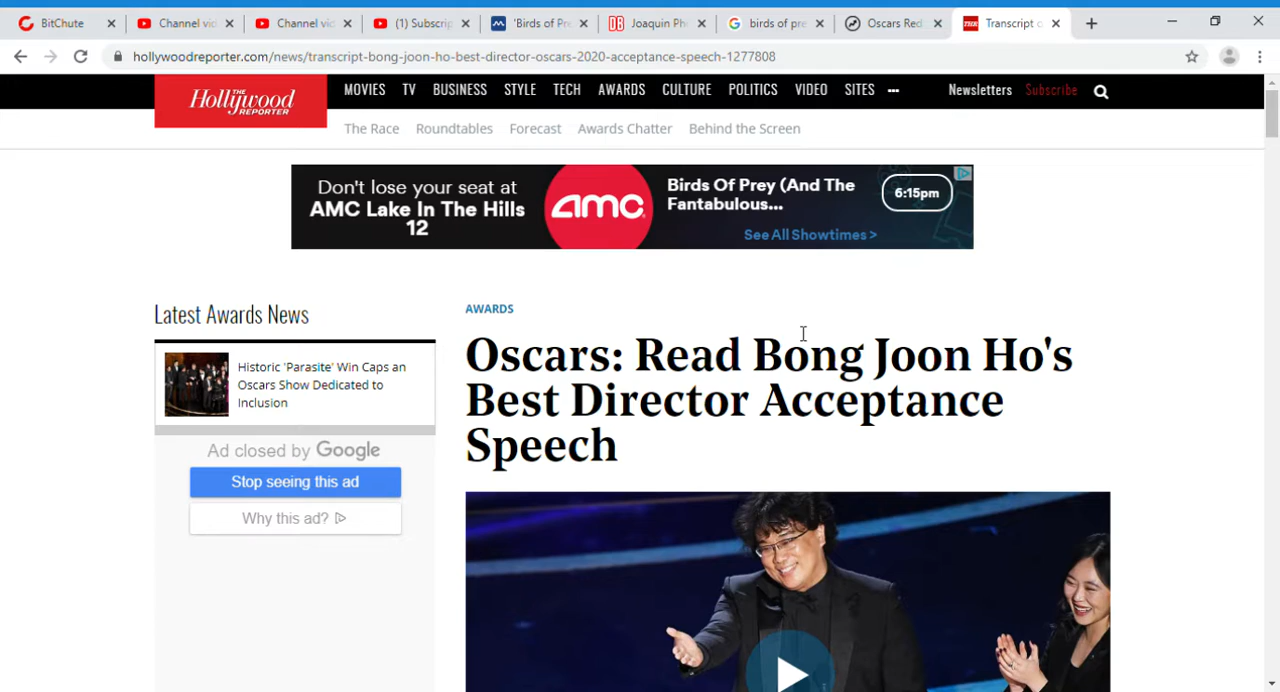 BitChute
Channel vi
Channel vi
(1) Subscrip
'Birds of Pr
Joaquin Ph
birds of pre
Oscars Red
THR Transcript o
hollywoodreporter.com/news/transcript-bong-joon-ho-best-director-oscars-2020-acceptance-speech-1277808
THE Hollywood REPORTER
MOVIES TV BUSINESS STYLE TECH AWARDS CULTURE POLITICS VIDEO SITES ••• Newsletters Subscribe
The Race Roundtables Forecast Awards Chatter Behind the Screen
Don't lose your seat at
AMC Lake In The Hills
12
amc
Birds Of Prey (And The
Fantabulous...
6:15pm
See All Showtimes >
Latest Awards News
Historic 'Parasite' Win Caps an
Oscars Show Dedicated to
Inclusion
Ad closed by Google
Stop seeing this ad
Why this ad?
AWARDS
Oscars: Read Bong Joon Ho's
Best Director Acceptance
Speech